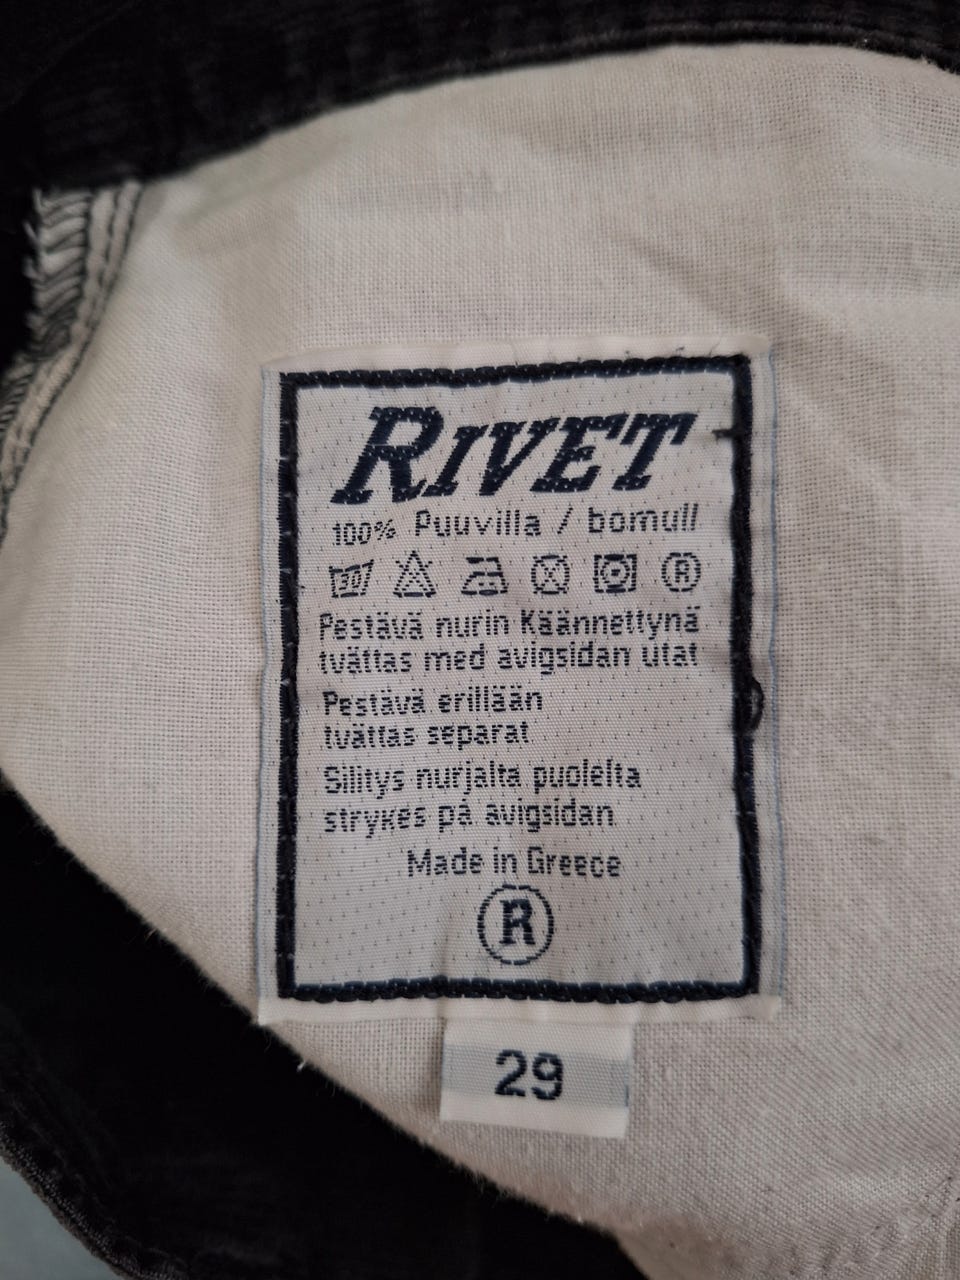 RIVET
100% Puuvilla / bomull
30 R
Pestävä nurin Käännettynä
tvättas med avigsidan utat
Pestävä erillään
tvättas separat
Silitys nurjalta puolelta
strykes på avigsidan
Made in Greece
R
29